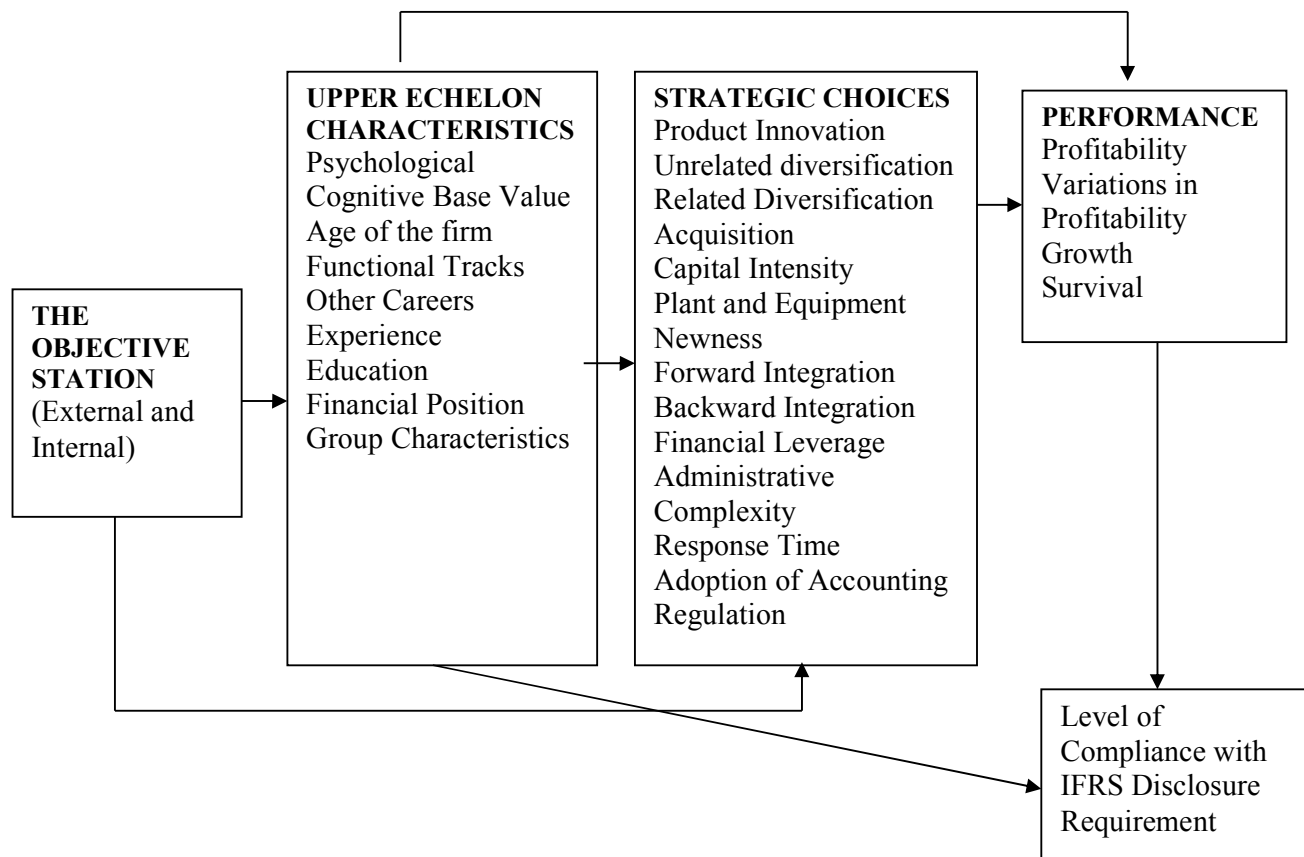 THE
OBJECTIVE
STATION
(External and
Internal)
UPPER ECHELON
CHARACTERISTICS
Psychological
Cognitive Base Value
Age of the firm
Functional Tracks
Other Careers
Experience
Education
Financial Position
Group Characteristics
STRATEGIC CHOICES
Product Innovation
Unrelated diversification
Related Diversification
Acquisition
Capital Intensity
Plant and Equipment
Newness
Forward Integration
Backward Integration
Financial Leverage
Administrative
Complexity
Response Time
Adoption of Accounting
Regulation
PERFORMANCE
Profitability
Variations in
Profitability
Growth
Survival
Level of
Compliance with
IFRS Disclosure
Requirement